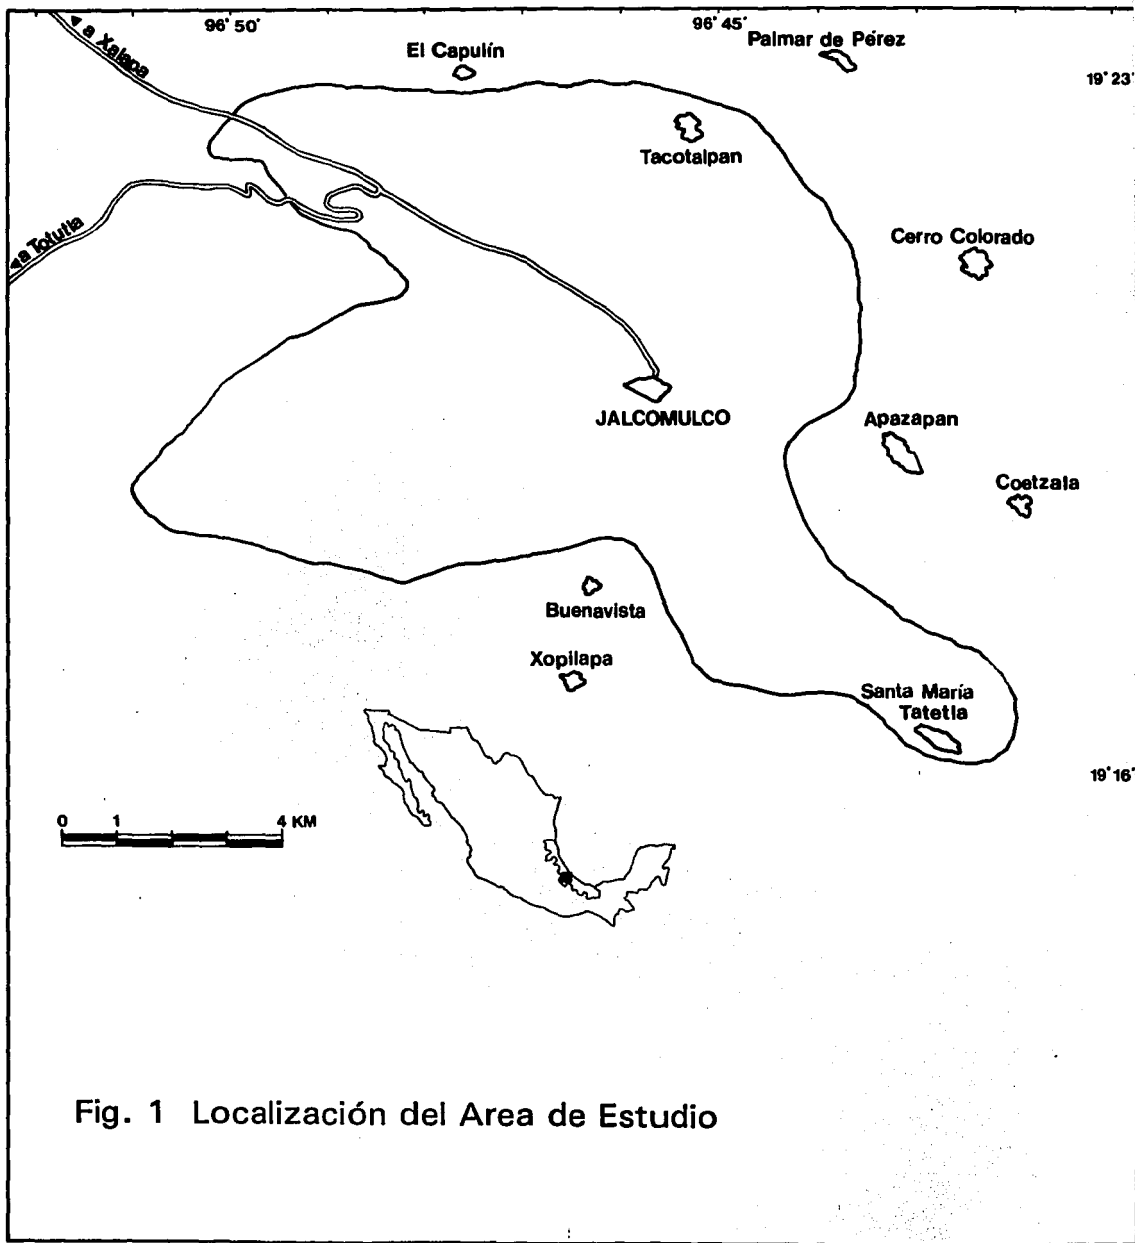 96° 50'
96° 45'
a Xalapa
El Capulín
Palmar de Pérez
19° 23'
Tacotalpan
a Totutla
Cerro Colorado
JALCOMULCO
Apazapan
Coetzala
Buenavista
Xopilapa
Santa María
Tatetla
19° 16'
0 1 4 KM
Fig. 1 Localización del Area de Estudio